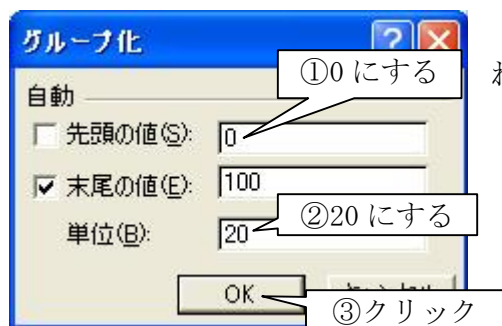 グループ化
①0 にする
自動
先頭の値(S): 0
末尾の値(E): 100
②20 にする
単位(B): 20
OK
③クリック